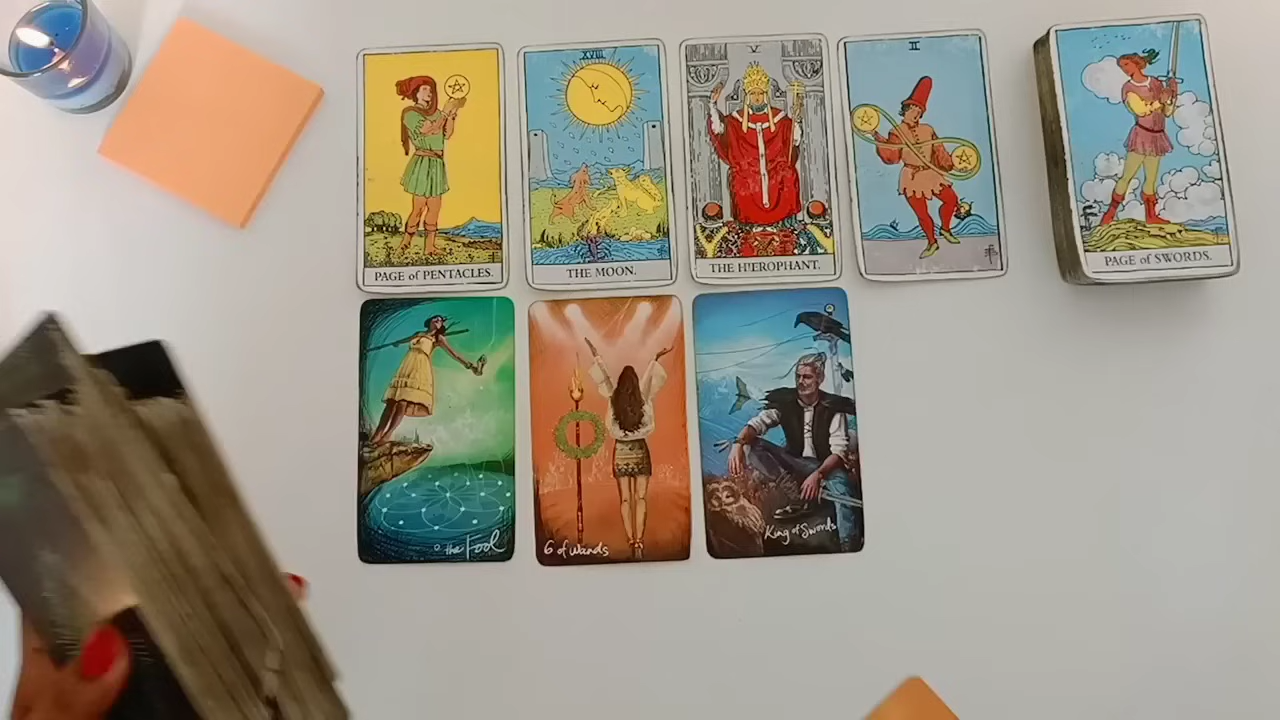 XVIII
V
II
PAGE of PENTACLES.
THE MOON.
THE HIEROPHANT.
PAGE of SWORDS.
0 the Fool
6 of Wands
King of Swords